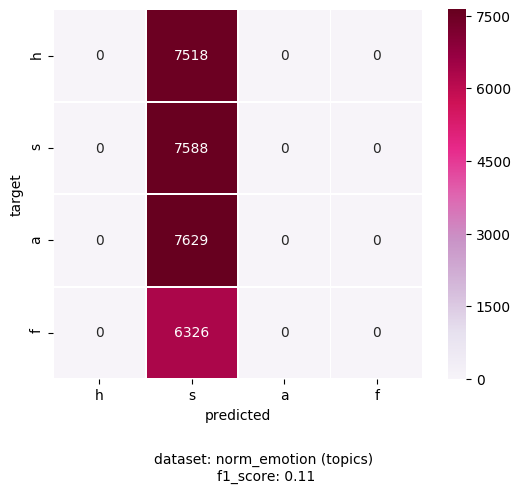 h 0 7518 0 0
s 0 7588 0 0
a 0 7629 0 0
f 0 6326 0 0
target
h s a f
predicted
7500
6000
4500
3000
1500
0
dataset: norm_emotion (topics)
f1_score: 0.11